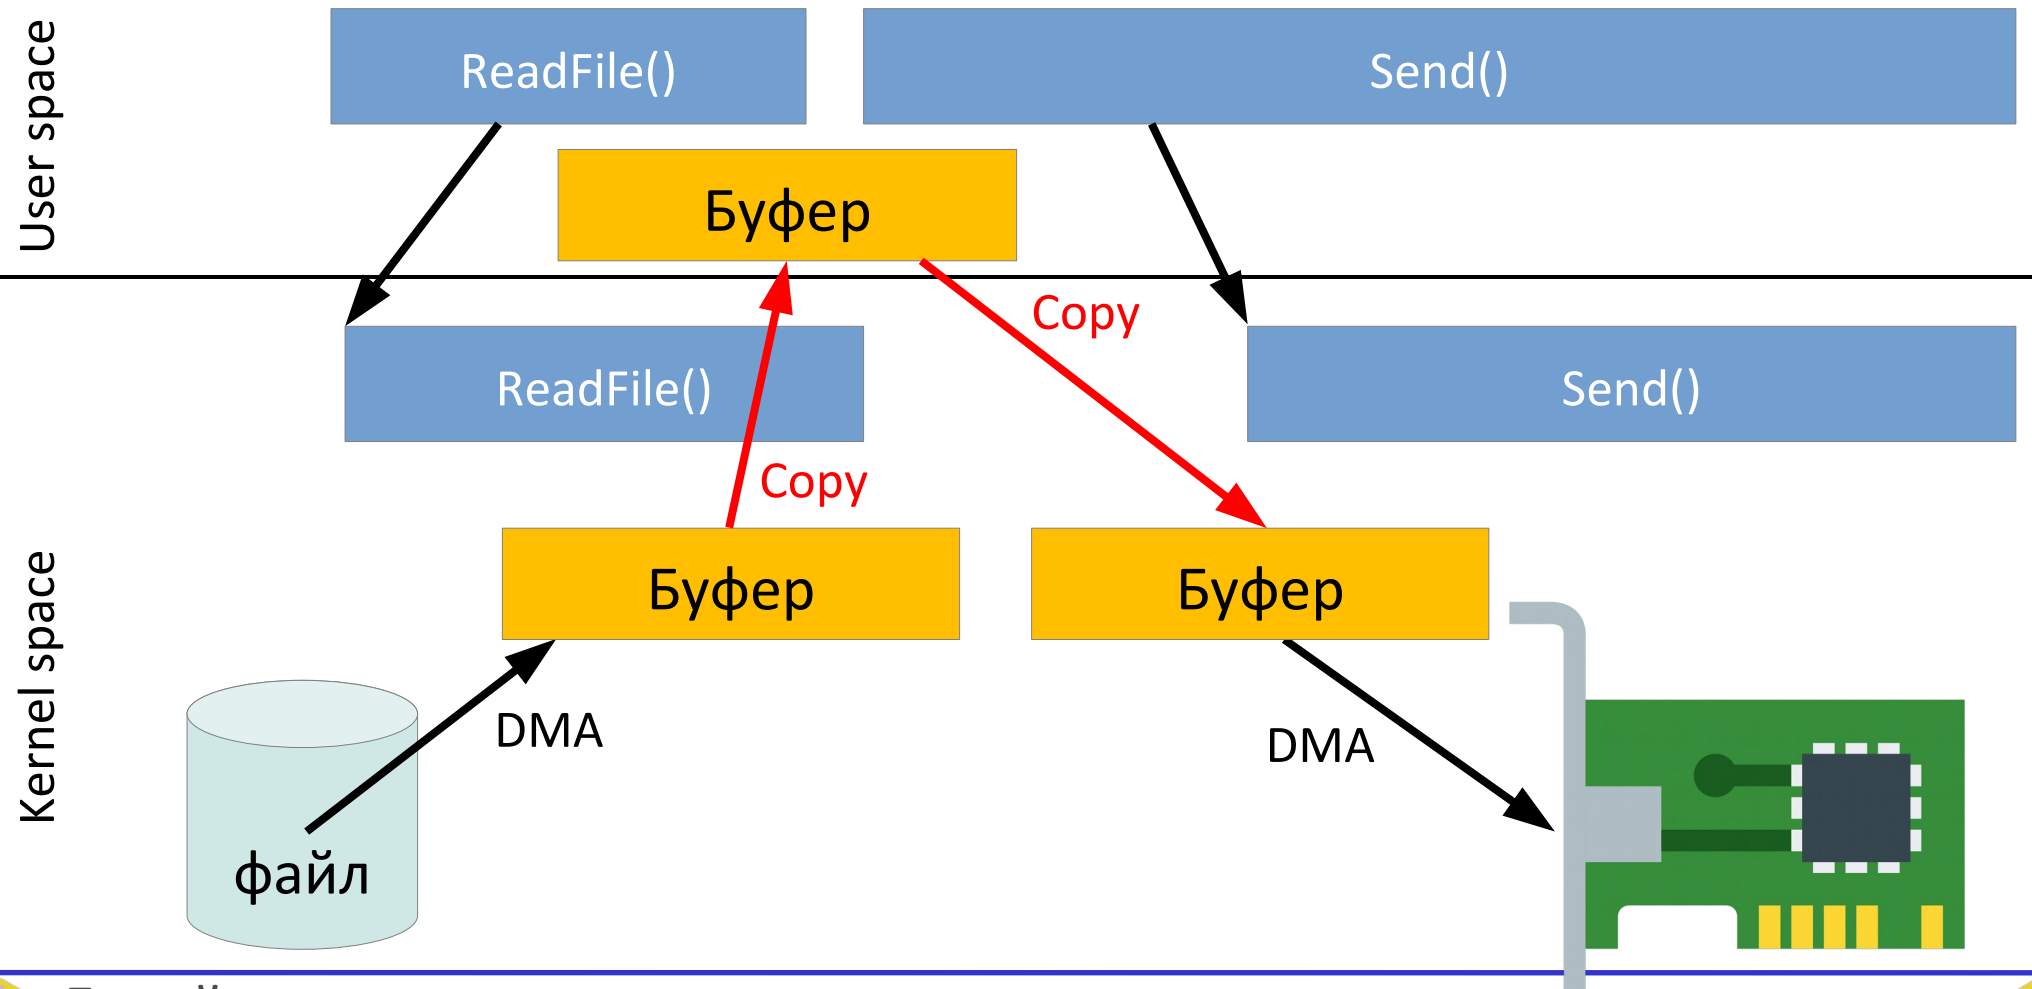 User space
ReadFile()
Send()
Буфер
Copy
ReadFile()
Send()
Copy
Kernel space
Буфер
Буфер
DMA
DMA
файл